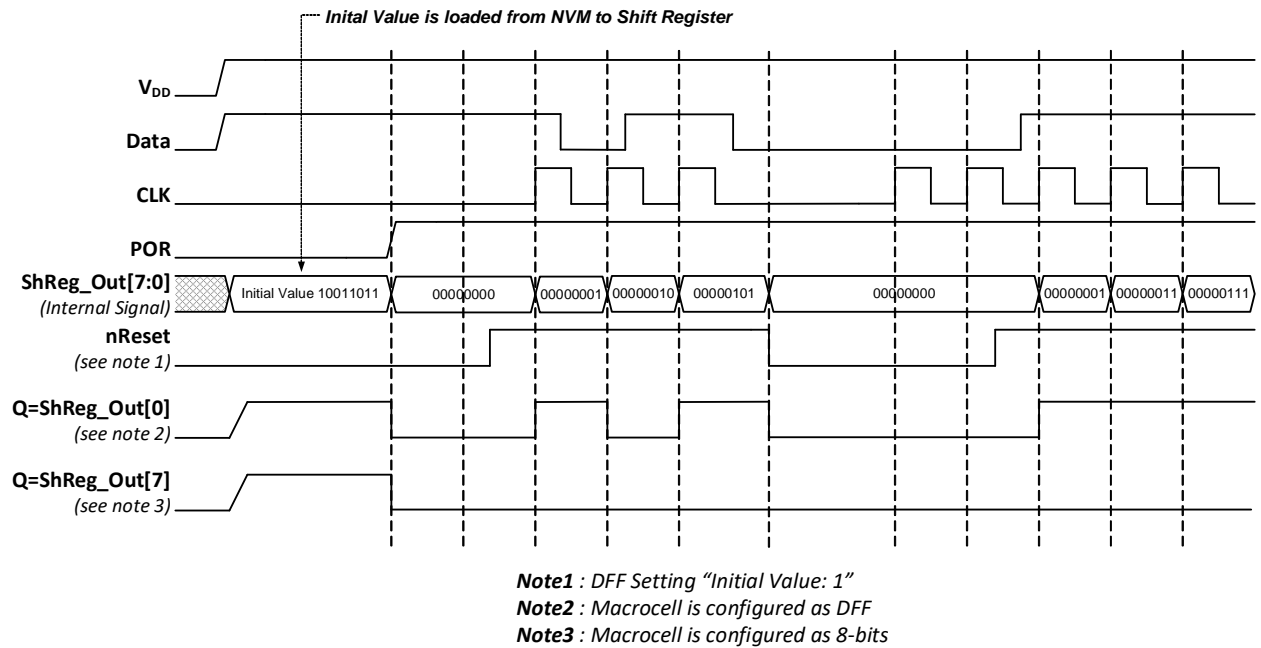 Inital Value is loaded from NVM to Shift Register
VDD
Data
CLK
POR
ShReg_Out[7:0]
(Internal Signal)
Initial Value 10011011 00000000 00000001 00000010 00000101 00000000 00000001 00000011 00000111
nReset
(see note 1)
Q=ShReg_Out[0]
(see note 2)
Q=ShReg_Out[7]
(see note 3)
Note1 : DFF Setting “Initial Value: 1”
Note2 : Macrocell is configured as DFF
Note3 : Macrocell is configured as 8-bits